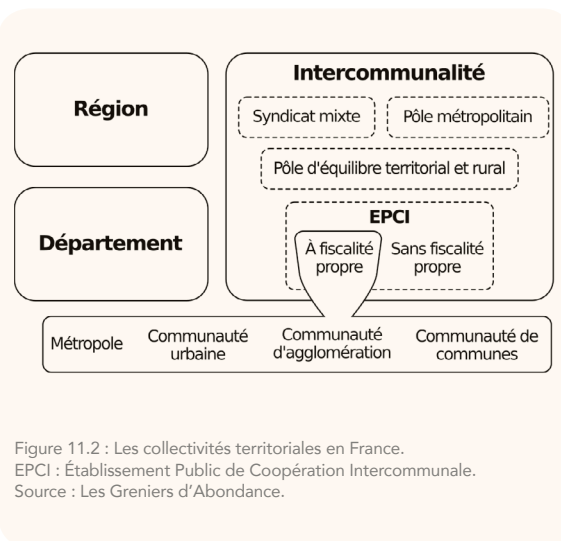 Région
Département
Intercommunalité
Syndicat mixte
Pôle métropolitain
Pôle d'équilibre territorial et rural
EPCI
À fiscalité
propre
Sans fiscalité
propre
Métropole
Communauté
urbaine
Communauté
d'agglomération
Communauté de
communes
Figure 11.2 : Les collectivités territoriales en France.
EPCI : Établissement Public de Coopération Intercommunale.
Source : Les Greniers d’Abondance.